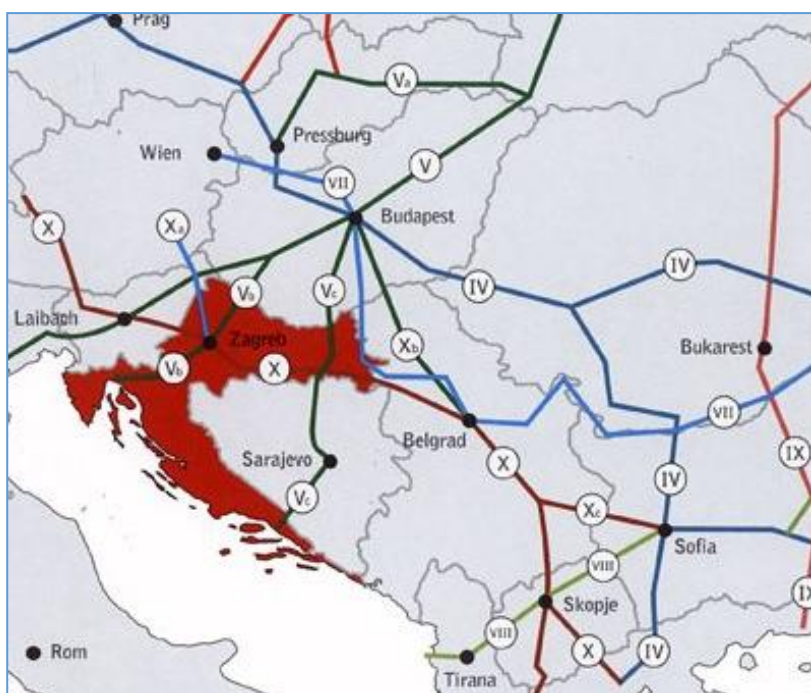 Prag
Va
Pressburg
Wien
V
VII
Budapest
X
Xa
IV
IV
Vb
Vc
Laibach
Zagreb
Xb
Bukarest
Vb
X
VII
Belgrad
Sarajevo
X
IX
IV
Vc
Xc
Sofia
VIII
IX
Skopje
VIII
Rom
X
IV
Tirana